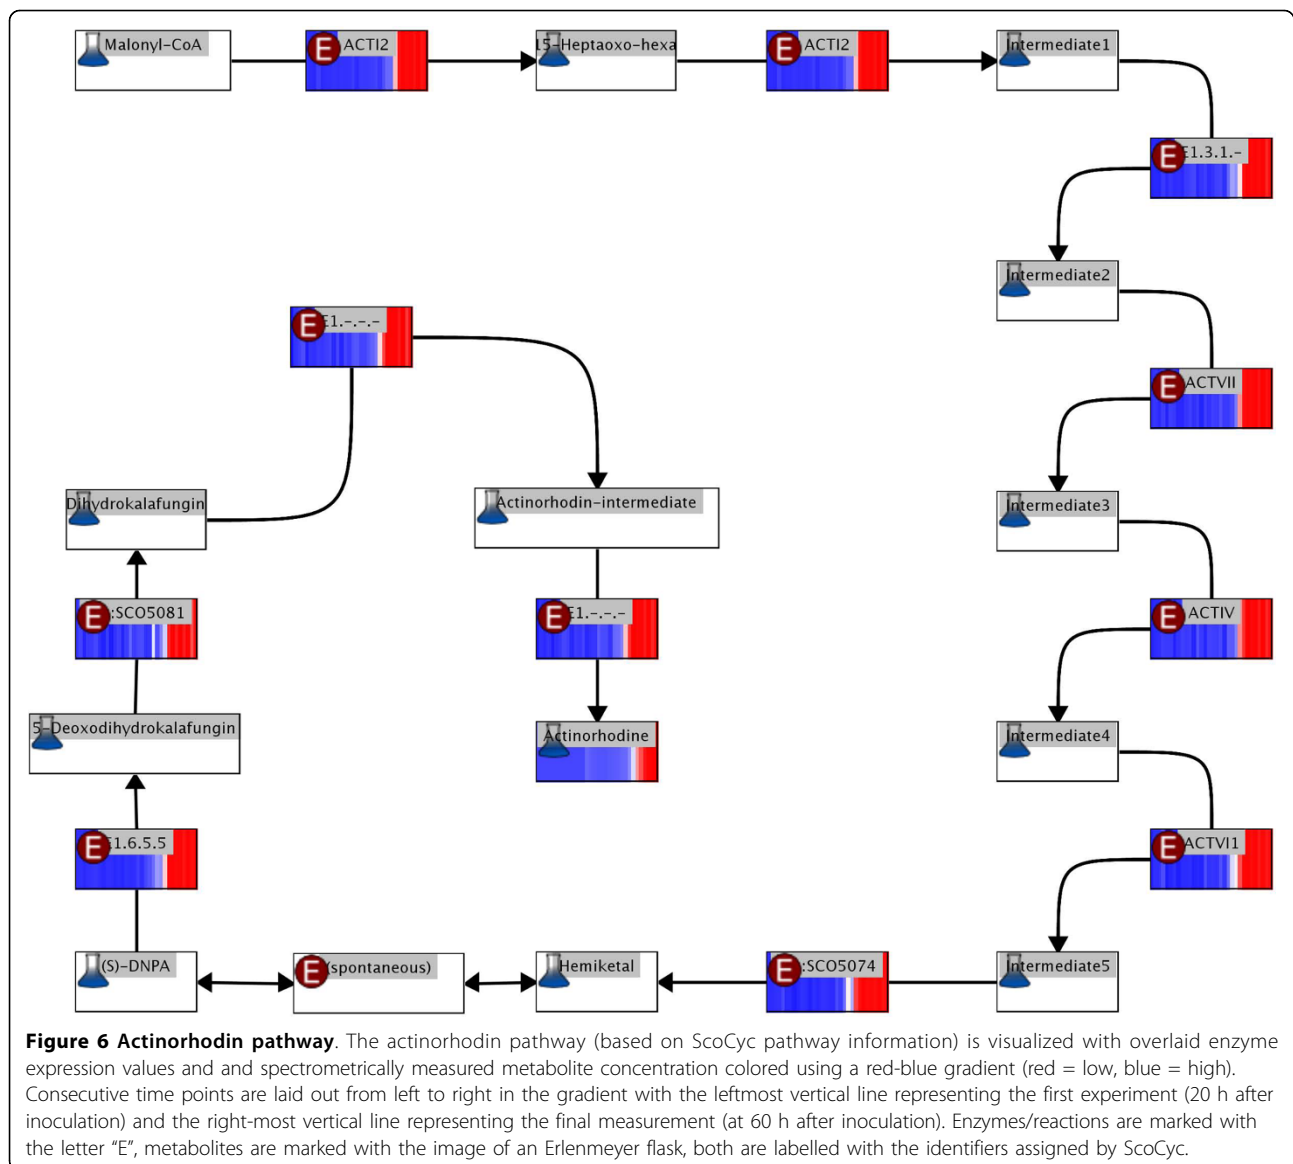 Malonyl-CoA
E ACTI2
15-Heptaoxo-hexa
E ACTI2
Intermediate1
E E1.3.1.-
Intermediate2
E E1.-.-.-
E ACTVII
Dihydrokalafungin
Actinorhodin-intermediate
Intermediate3
E :SCO5081
E E1.-.-.-
E ACTIV
5-Deoxodihydrokalafungin
Actinorhodine
Intermediate4
E 1.6.5.5
E ACTVI1
(S)-DNPA
E (spontaneous)
Hemiketal
E :SCO5074
Intermediate5
Figure 6 Actinorhodin pathway. The actinorhodin pathway (based on ScoCyc pathway information) is visualized with overlaid enzyme
expression values and and spectrometrically measured metabolite concentration colored using a red-blue gradient (red = low, blue = high).
Consecutive time points are laid out from left to right in the gradient with the leftmost vertical line representing the first experiment (20 h after
inoculation) and the right-most vertical line representing the final measurement (at 60 h after inoculation). Enzymes/reactions are marked with
the letter “E”, metabolites are marked with the image of an Erlenmeyer flask, both are labelled with the identifiers assigned by ScoCyc.